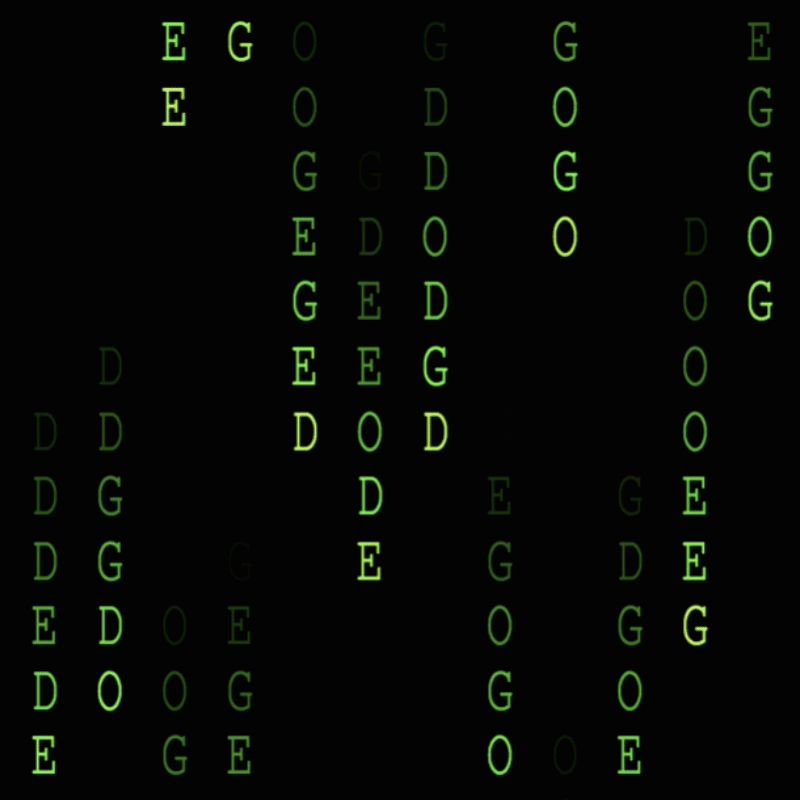 E G O G G E
E O D O G
G G D G G
E D O O D O
G E D O G
D E E G O
D D D O D O
D G D E G E
D G G E G D E
E D O E O G G
D O O G G O
E G E O O E